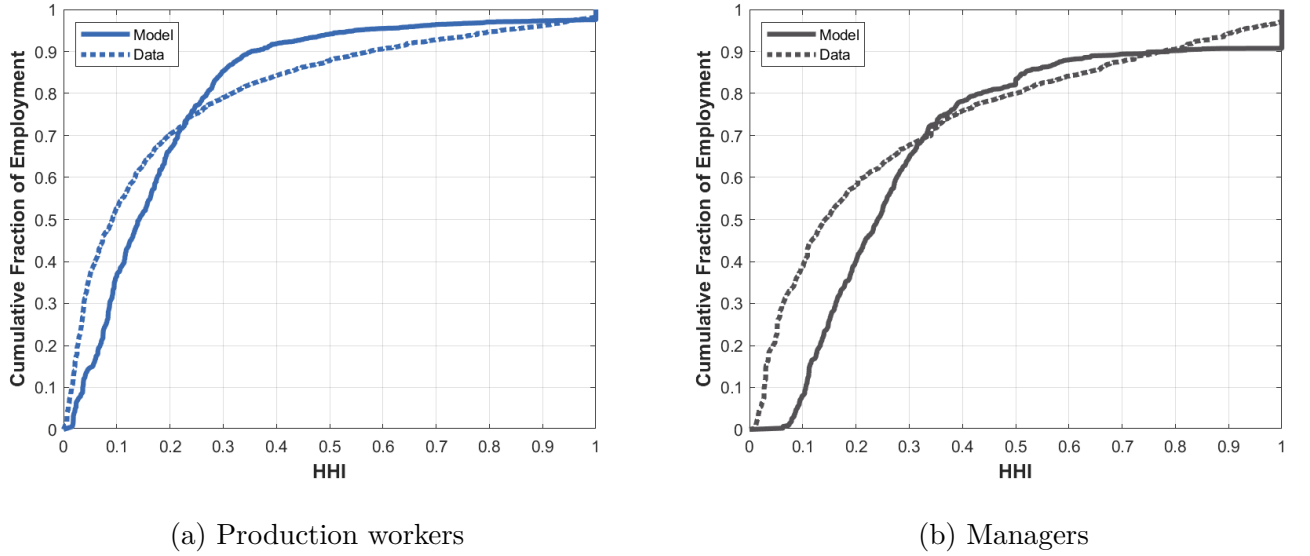 Model
Data
Cumulative Fraction of Employment
1
0.9
0.8
0.7
0.6
0.5
0.4
0.3
0.2
0.1
0
0 0.1 0.2 0.3 0.4 0.5 0.6 0.7 0.8 0.9 1
HHI
(a) Production workers
Model
Data
Cumulative Fraction of Employment
1
0.9
0.8
0.7
0.6
0.5
0.4
0.3
0.2
0.1
0
0 0.1 0.2 0.3 0.4 0.5 0.6 0.7 0.8 0.9 1
HHI
(b) Managers